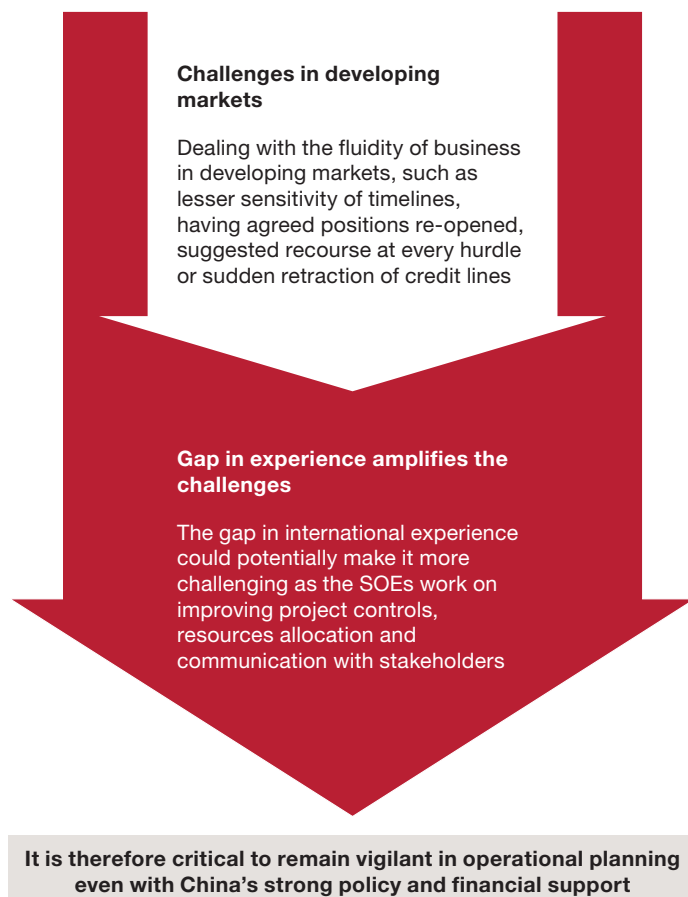 Challenges in developing
markets
Dealing with the fluidity of business
in developing markets, such as
lesser sensitivity of timelines,
having agreed positions re-opened,
suggested recourse at every hurdle
or sudden retraction of credit lines
Gap in experience amplifies the
challenges
The gap in international experience
could potentially make it more
challenging as the SOEs work on
improving project controls,
resources allocation and
communication with stakeholders
It is therefore critical to remain vigilant in operational planning
even with China’s strong policy and financial support